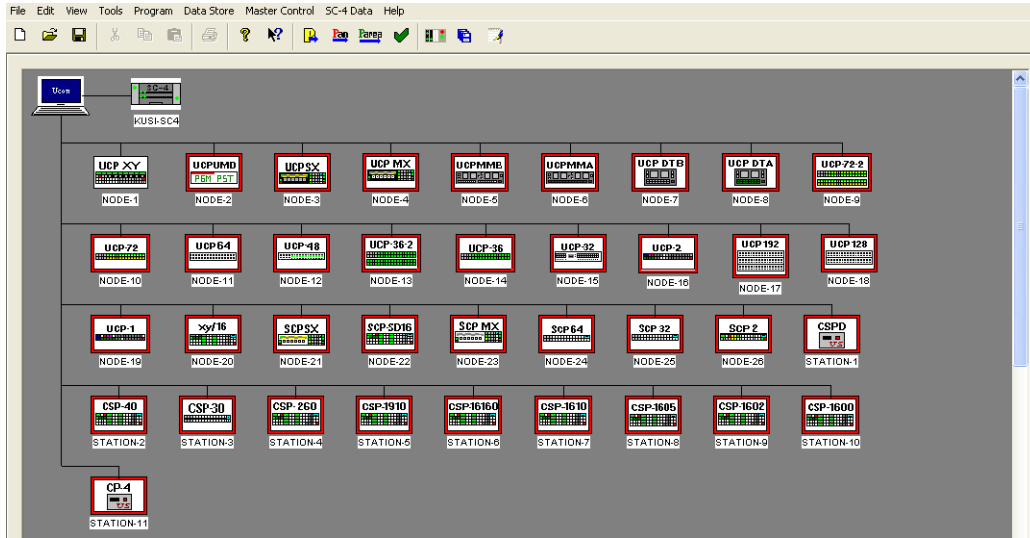 File Edit View Tools Program Data Store Master Control SC-4 Data Help
Pan Parea
Ucon SC-4
KUSI-SC4
UCP XY UCPUMD UCPSX UCP MX UCPMMB UCPMMA UCP DTB UCP DTA UCP-72-2
PGM PST
NODE-1 NODE-2 NODE-3 NODE-4 NODE-5 NODE-6 NODE-7 NODE-8 NODE-9
UCP-72 UCP64 UCP-48 UCP-36-2 UCP-36 UCP-32 UCP-2 UCP192 UCP128
NODE-10 NODE-11 NODE-12 NODE-13 NODE-14 NODE-15 NODE-16 NODE-17 NODE-18
UCP-1 xy/16 SCPSX SCP-SD16 SCP MX SCP64 SCP 32 SCP 2 CSPD
VS
NODE-19 NODE-20 NODE-21 NODE-22 NODE-23 NODE-24 NODE-25 NODE-26 STATION-1
CSP-40 CSP-30 CSP-260 CSP-1910 CSP-16160 CSP-1610 CSP-1605 CSP-1602 CSP-1600
STATION-2 STATION-3 STATION-4 STATION-5 STATION-6 STATION-7 STATION-8 STATION-9 STATION-10
CP-4
VS
STATION-11